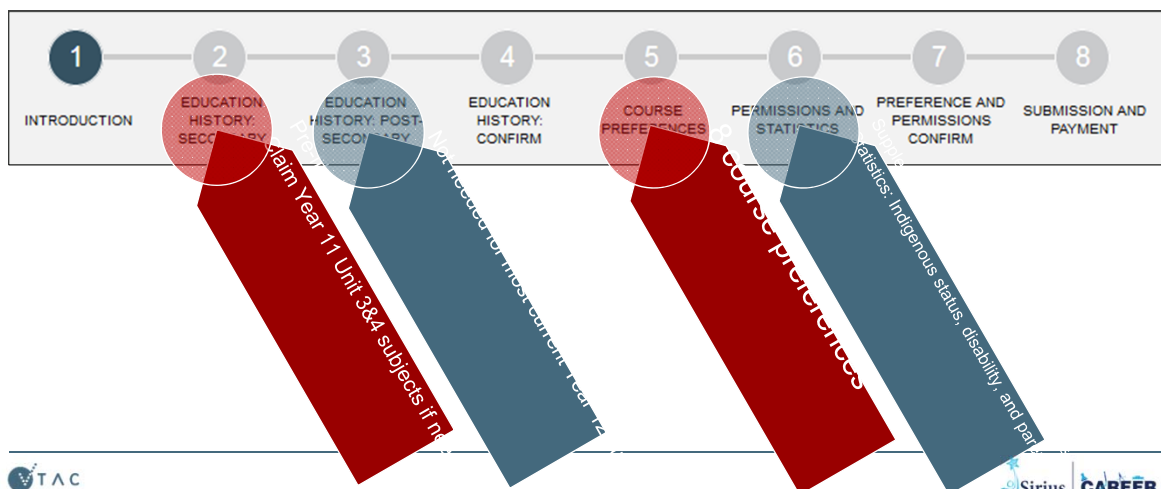 1
2
3
4
5
6
7
8
INTRODUCTION
EDUCATION
HISTORY:
SECONDARY
EDUCATION
HISTORY: POST-
SECONDARY
EDUCATION
HISTORY:
CONFIRM
COURSE
PREFERENCES
PERMISSIONS AND
STATISTICS
PREFERENCE AND
PERMISSIONS
CONFIRM
SUBMISSION AND
PAYMENT
Claim Year 11 Unit 3&4 subjects if
Not needed for most current Year 12
8 course preferences
Statistics: Indigenous status, disability, and
VTAC
Sirius
CAREER